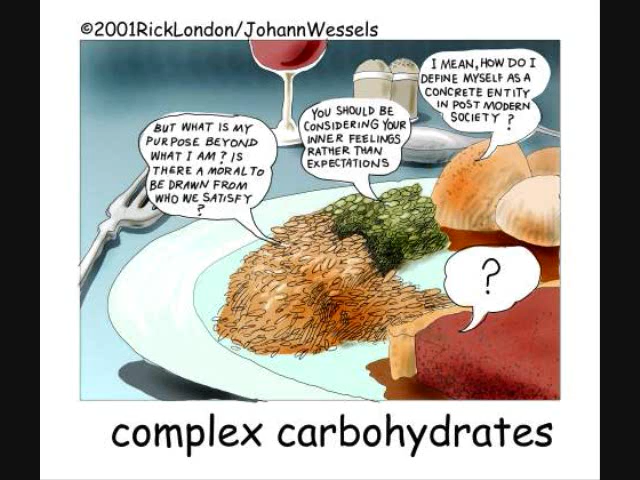 ©2001RickLondon/JohannWessels
BUT WHAT IS MY
PURPOSE BEYOND
WHAT I AM? IS
THERE A MORAL TO
BE DRAWN FROM
WHO WE SATISFY
?
YOU SHOULD BE
CONSIDERING YOUR
INNER FEELINGS
RATHER THAN
EXPECTATIONS
I MEAN, HOW DO I
DEFINE MYSELF AS A
CONCRETE ENTITY
IN POST MODERN
SOCIETY?
?
complex carbohydrates